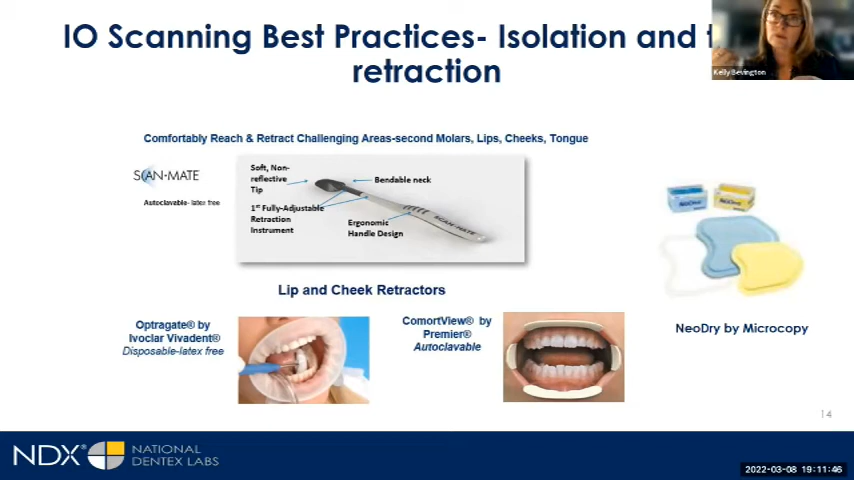 IO Scanning Best Practices- Isolation and
retraction
Kelly Bevington
Comfortably Reach & Retract Challenging Areas-second Molars, Lips, Cheeks, Tongue
SCAN·MATE
Autoclavable- latex free
Soft, Non-
reflective
Tip
Bendable neck
1st Fully-Adjustable
Retraction
Instrument
Ergonomic
Handle Design
SCAN·MATE
NeoDry by Microcopy
Lip and Cheek Retractors
Optragate® by
Ivoclar Vivadent®
Disposable-latex free
ComortView® by
Premier®
Autoclavable
14
NDX®
NATIONAL
DENTEX LABS
2022-03-08 19:11:46